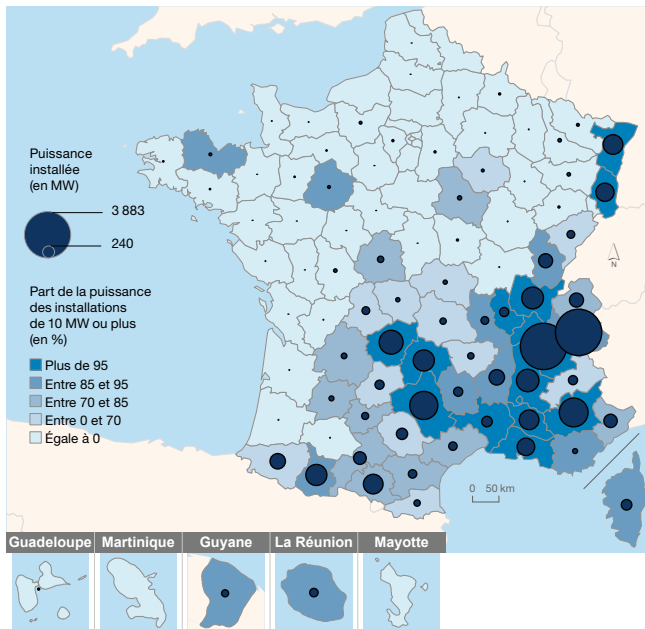 Puissance
installée
(en MW)
3 883
240
Part de la puissance
des installations
de 10 MW ou plus
(en %)
Plus de 95
Entre 85 et 95
Entre 70 et 85
Entre 0 et 70
Égale à 0
N
0 50 km
Guadeloupe Martinique Guyane La Réunion Mayotte